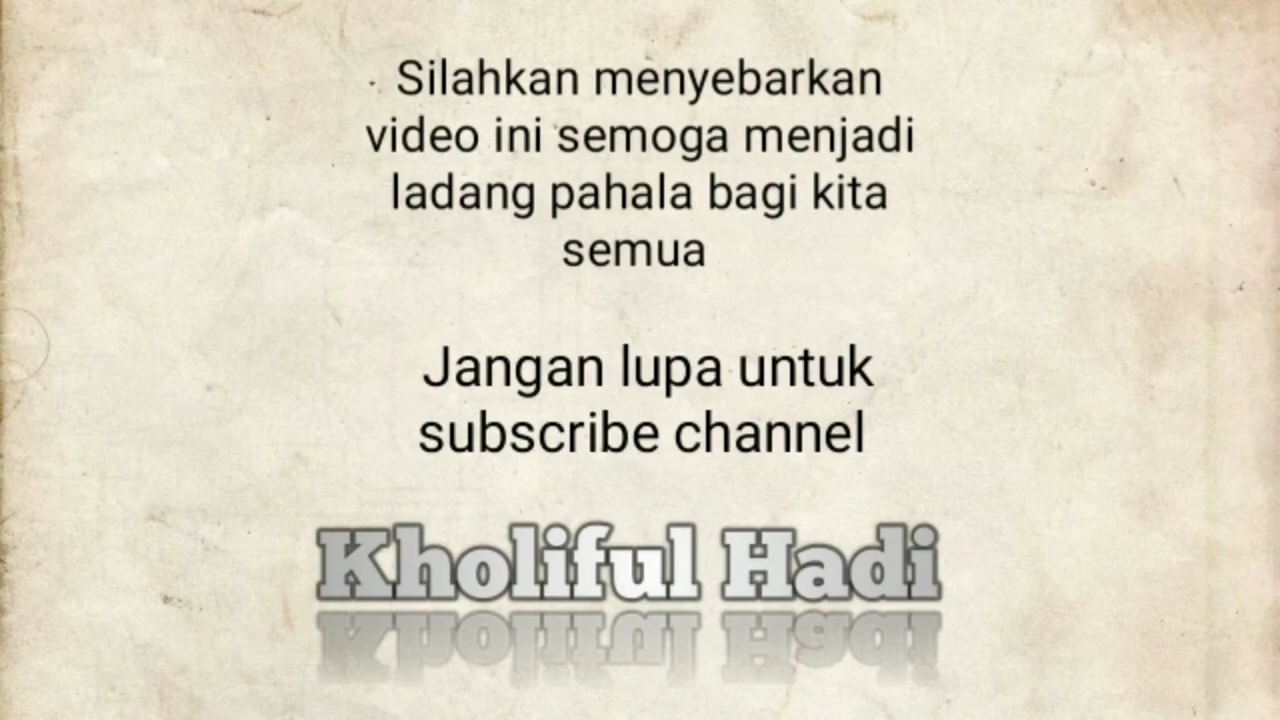 Silahkan menyebarkan
video ini semoga menjadi
ladang pahala bagi kita
semua
Jangan lupa untuk
subscribe channel
Kholiful Hadi